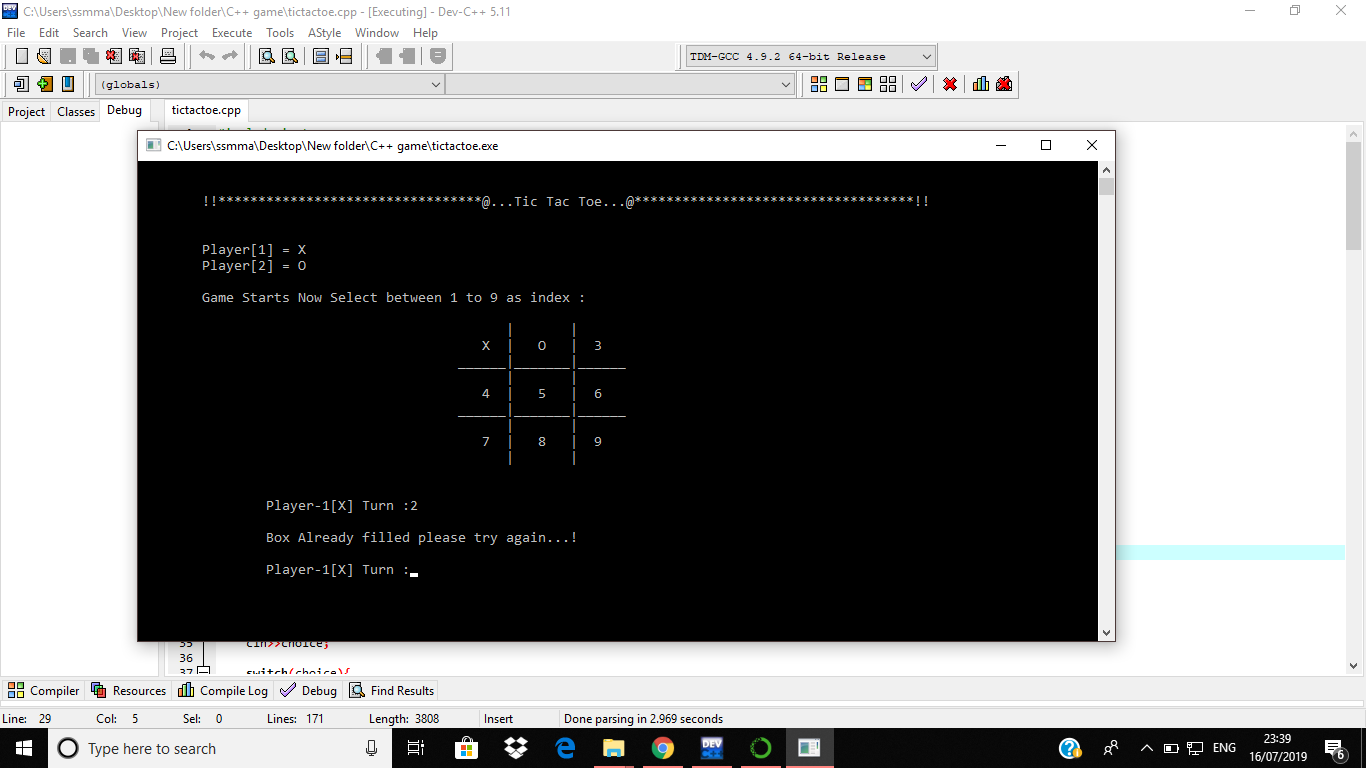 C:\Users\ssmma\Desktop\New folder\C++ game\tictactoe.cpp - [Executing] - Dev-C++ 5.11
File Edit Search View Project Execute Tools AStyle Window Help
TDM-GCC 4.9.2 64-bit Release
(globals)
Project Classes Debug tictactoe.cpp
C:\Users\ssmma\Desktop\New folder\C++ game\tictactoe.exe
!!*********************************@...Tic Tac Toe...@***********************************!!
Player[1] = X
Player[2] = O
Game Starts Now Select between 1 to 9 as index :
X | O | 3
4 | 5 | 6
7 | 8 | 9
Player-1[X] Turn :2
Box Already filled please try again...!
Player-1[X] Turn :
35 cin>>choice;
36
37 switch(choice){
Compiler Resources Compile Log Debug Find Results
Line: 29 Col: 5 Sel: 0 Lines: 171 Length: 3808 Insert Done parsing in 2.969 seconds
Type here to search
DEV
ENG
23:39
16/07/2019
6